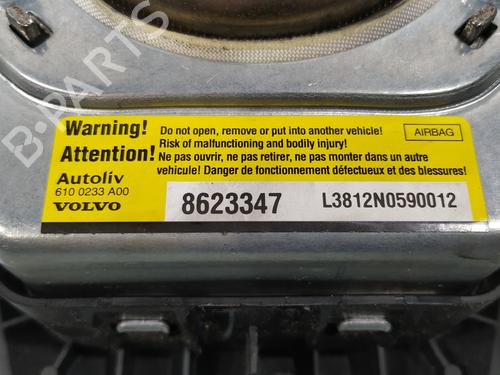 B-PARTS
Warning!
Do not open, remove or put into another vehicle!
AIRBAG
Risk of malfunctioning and bodily injury!
Attention!
Ne pas ouvrir, ne pas retirer, ne pas monter dans un autre
vehicule! Danger de fonctionnement défectueux et des blessures!
Autoliv
610 0233 A00
VOLVO
8623347
L3812N0590012